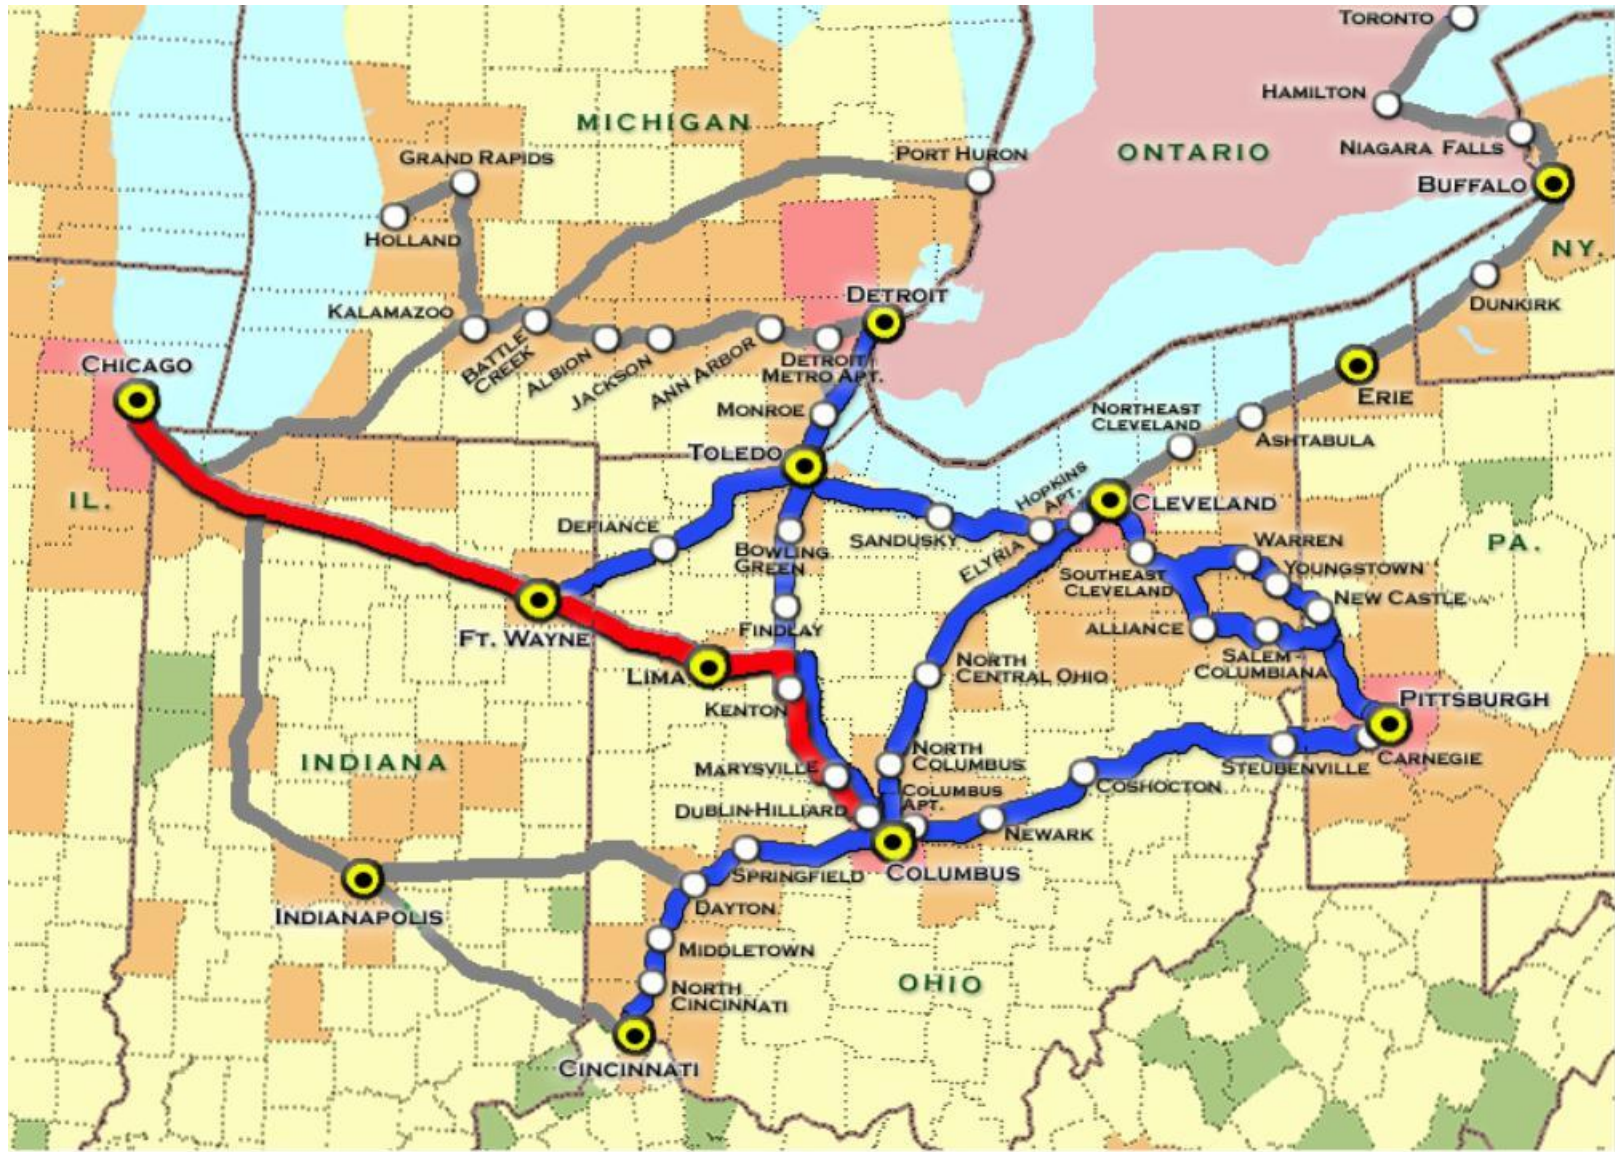 TORONTO
HAMILTON
NIAGARA FALLS
BUFFALO
NY.
DUNKIRK
MICHIGAN
ONTARIO
GRAND RAPIDS
PORT HURON
HOLLAND
KALAMAZOO
BATTLE
CREEK
ALBION
JACKSON
ANN ARBOR
DETROIT
DETROIT
METRO APT.
MONROE
CHICAGO
IL.
TOLEDO
ERIE
NORTHEAST
CLEVELAND
ASHTABULA
HOPKINS
APT.
CLEVELAND
PA.
DEFIANCE
BOWLING
GREEN
SANDUSKY
ELYRIA
SOUTHEAST
CLEVELAND
WARREN
YOUNGSTOWN
NEW CASTLE
FT. WAYNE
FINDLAY
ALLIANCE
SALEM-
COLUMBIANA
LIMA
KENTON
NORTH
CENTRAL OHIO
PITTSBURGH
CARNEGIE
STEUBENVILLE
INDIANA
MARYSVILLE
NORTH
COLUMBUS
COLUMBUS
APT.
COSHOCTON
DUBLIN-HILLIARD
NEWARK
SPRINGFIELD
COLUMBUS
INDIANAPOLIS
DAYTON
MIDDLETOWN
NORTH
CINCINNATI
OHIO
CINCINNATI